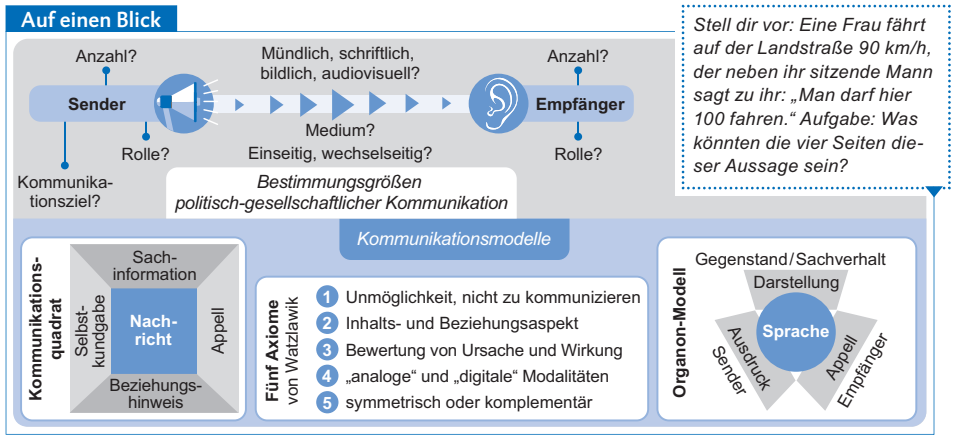 Auf einen Blick
Anzahl?
Sender
Rolle?
Kommunika-
tionsziel?
Mündlich, schriftlich,
bildlich, audiovisuell?
Medium?
Einseitig, wechselseitig?
Anzahl?
Empfänger
Rolle?
Bestimmungsgrößen
politisch-gesellschaftlicher Kommunikation
Stell dir vor: Eine Frau fährt
auf der Landstraße 90 km/h,
der neben ihr sitzende Mann
sagt zu ihr: „Man darf hier
100 fahren.“ Aufgabe: Was
könnten die vier Seiten die-
ser Aussage sein?
Kommunikationsmodelle
Kommunikations-
quadrat
Sach-
information
Selbst-
kundgabe
Nach-
richt
Appell
Beziehungs-
hinweis
Fünf Axiome
von Watzlawik
1 Unmöglichkeit, nicht zu kommunizieren
2 Inhalts- und Beziehungsaspekt
3 Bewertung von Ursache und Wirkung
4 „analoge“ und „digitale“ Modalitäten
5 symmetrisch oder komplementär
Organon-Modell
Gegenstand/Sachverhalt
Darstellung
Sprache
Ausdruck
Sender
Appell
Empfänger